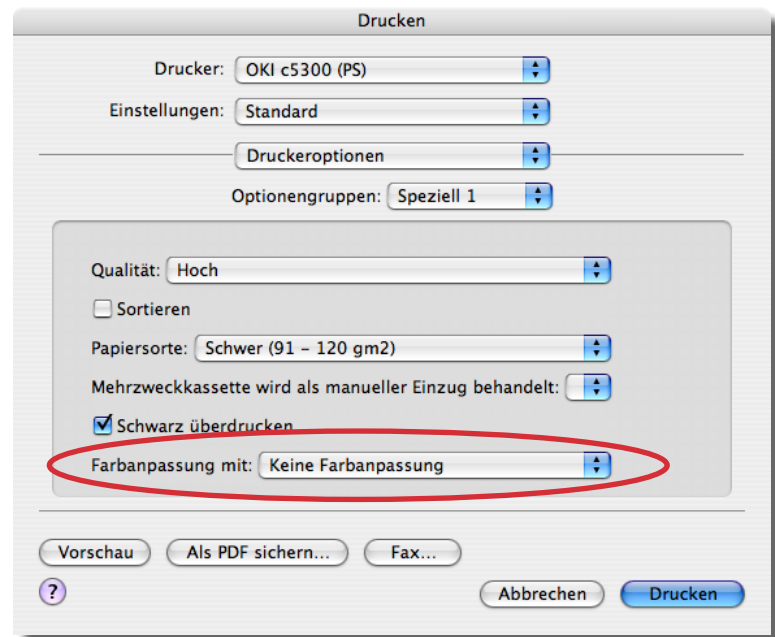 Drucken
Drucker: OKI c5300 (PS)
Einstellungen: Standard
Druckeroptionen
Optionengruppen: Speziell 1
Qualität: Hoch
Sortieren
Papiersorte: Schwer (91 – 120 gm2)
Mehrzweckkassette wird als manueller Einzug behandelt:
Schwarz überdrucken
Farbanpassung mit: Keine Farbanpassung
Vorschau Als PDF sichern... Fax...
? Abbrechen Drucken